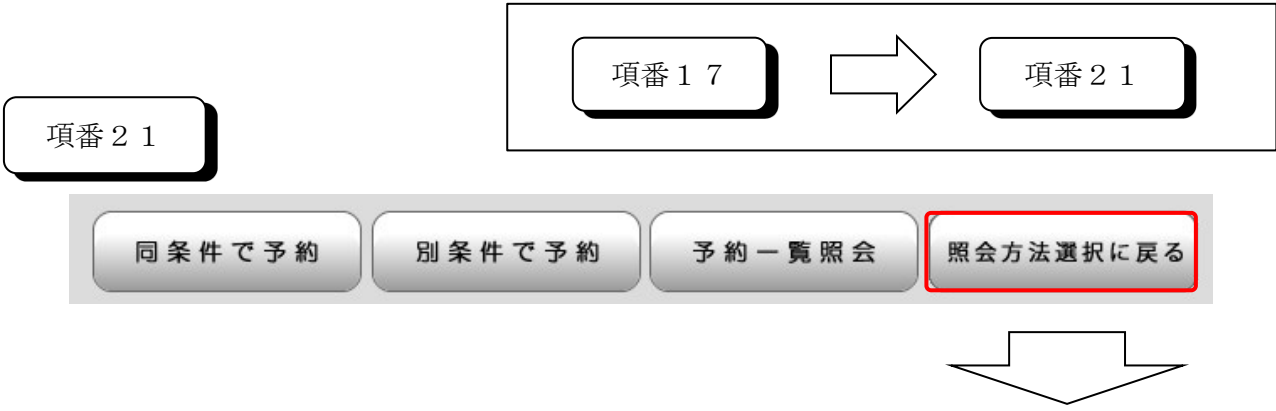 項番１７
項番２１
項番２１
同条件で予約
別条件で予約
予約一覧照会
照会方法選択に戻る